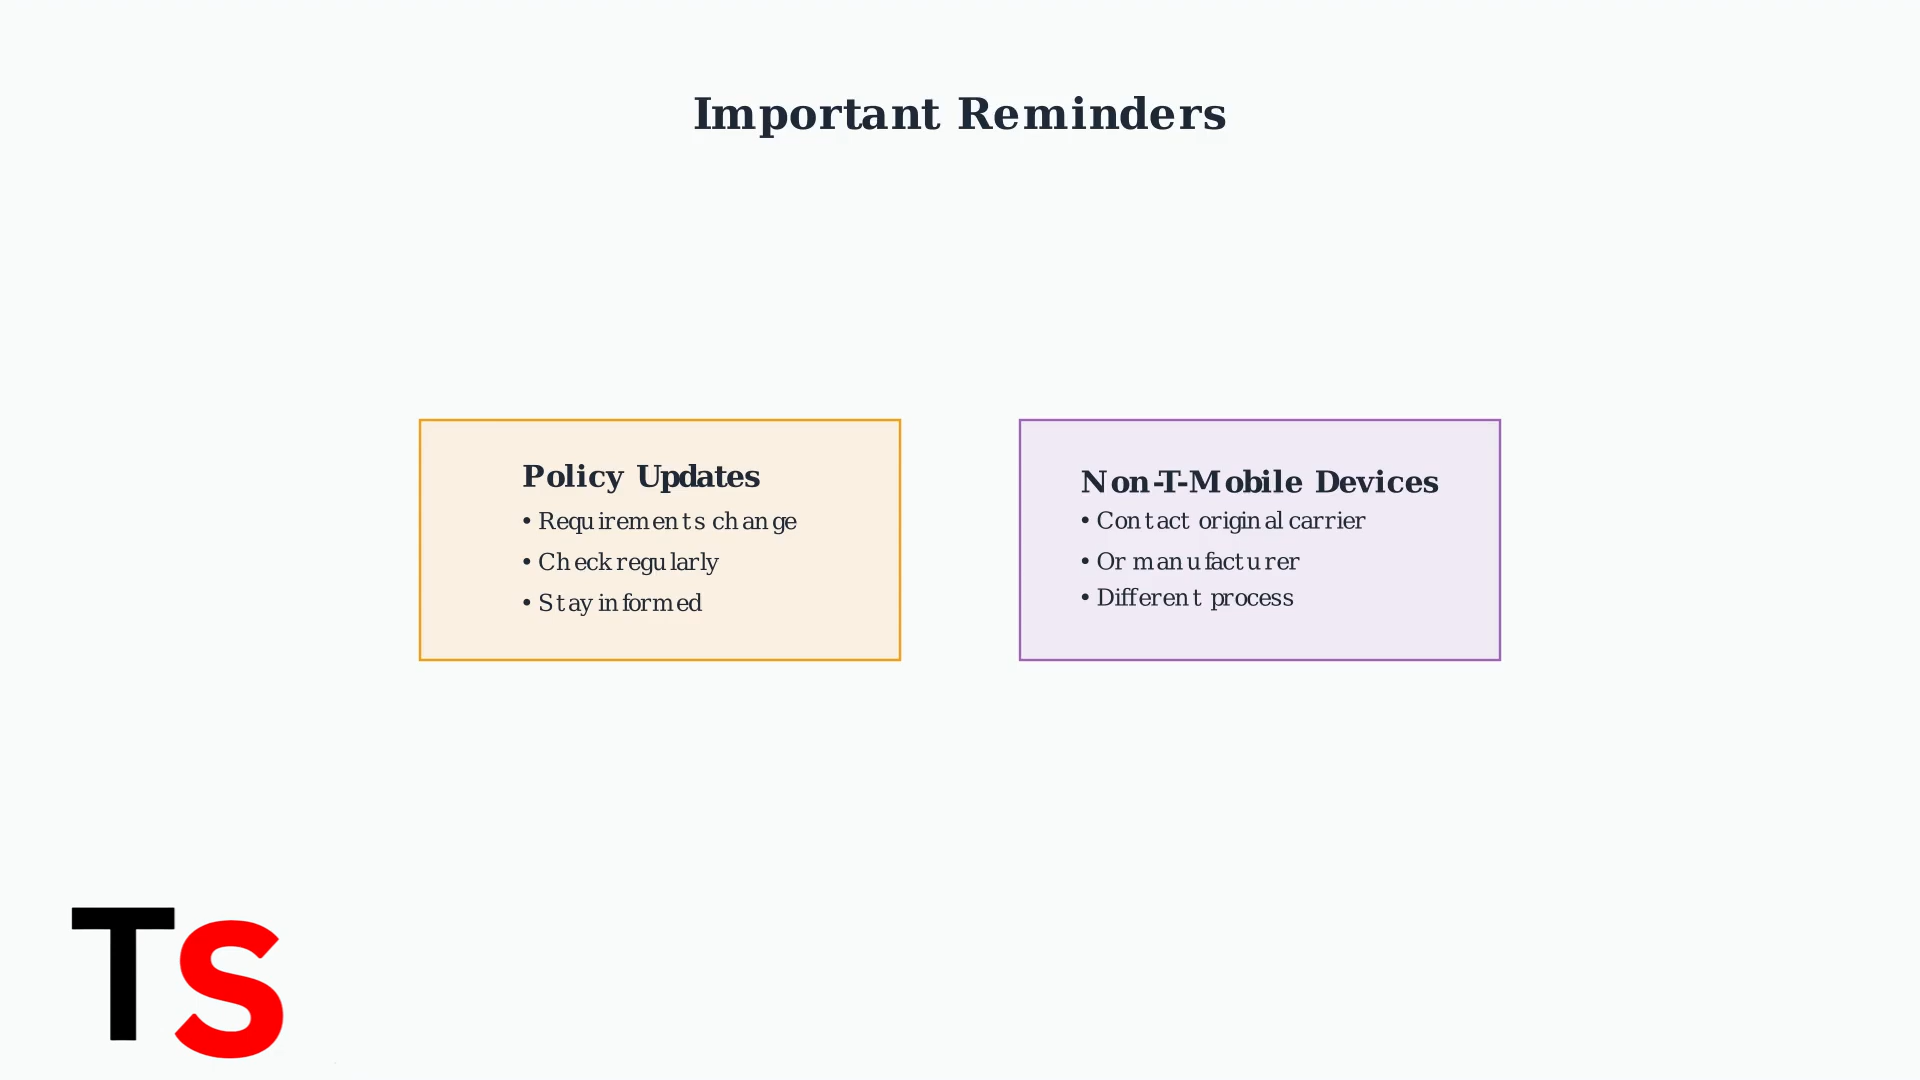 Important Reminders
Policy Updates
• Requirements change
• Check regularly
• Stay informed
Non-T-Mobile Devices
• Contact original carrier
• Or manufacturer
• Different process
TS